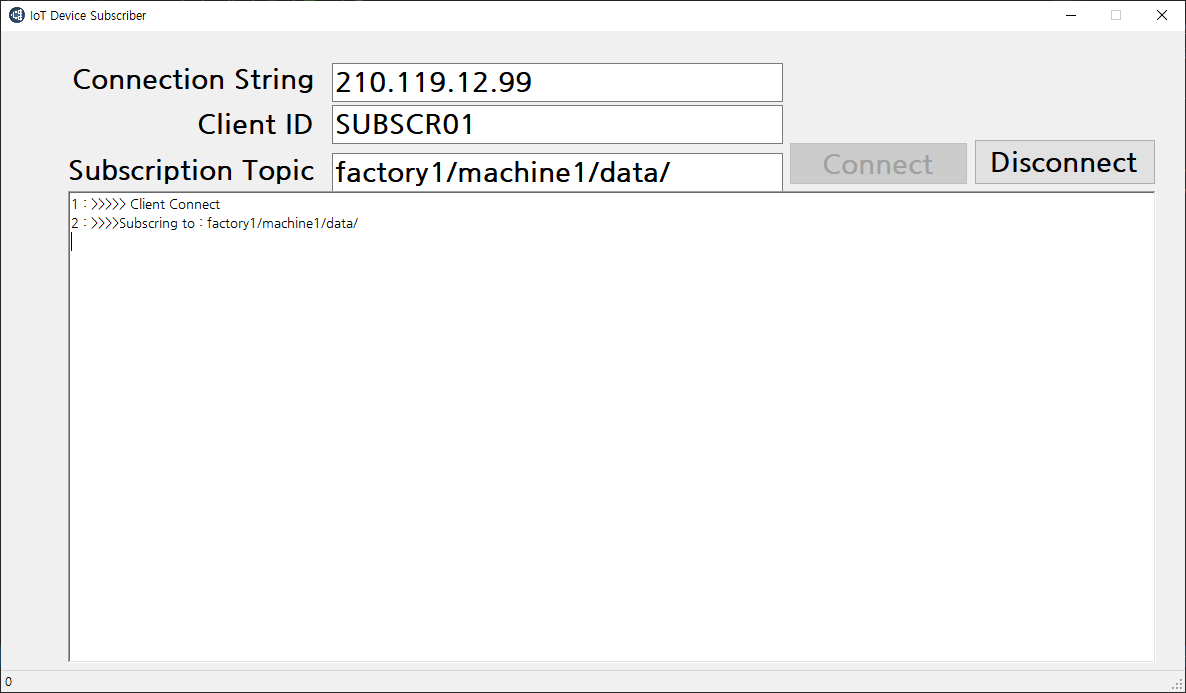 IoT Device Subscriber
Connection String 210.119.12.99
Client ID SUBSCR01
Subscription Topic factory1/machine1/data/ Connect Disconnect
1 : >>>>> Client Connect
2 : >>>>Subscring to : factory1/machine1/data/
0